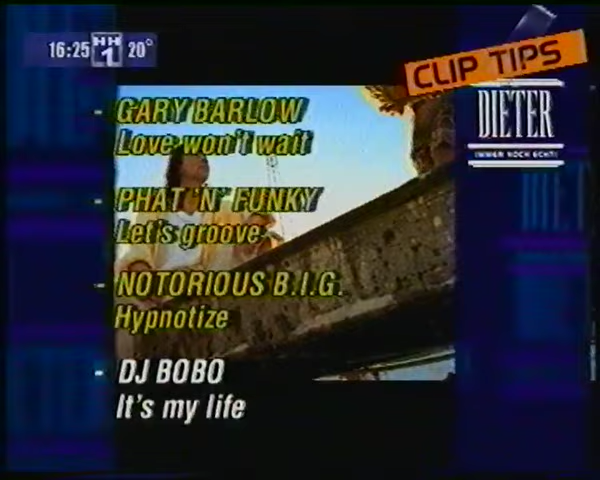 16:25 HH 1 20°
CLIP TIPS
DIETER
IMMER NOCH ECHT!
- GARY BARLOW
Love won't wait
- PHAT 'N' FUNKY
Let's groove
- NOTORIOUS B.I.G.
Hypnotize
- DJ BOBO
It's my life